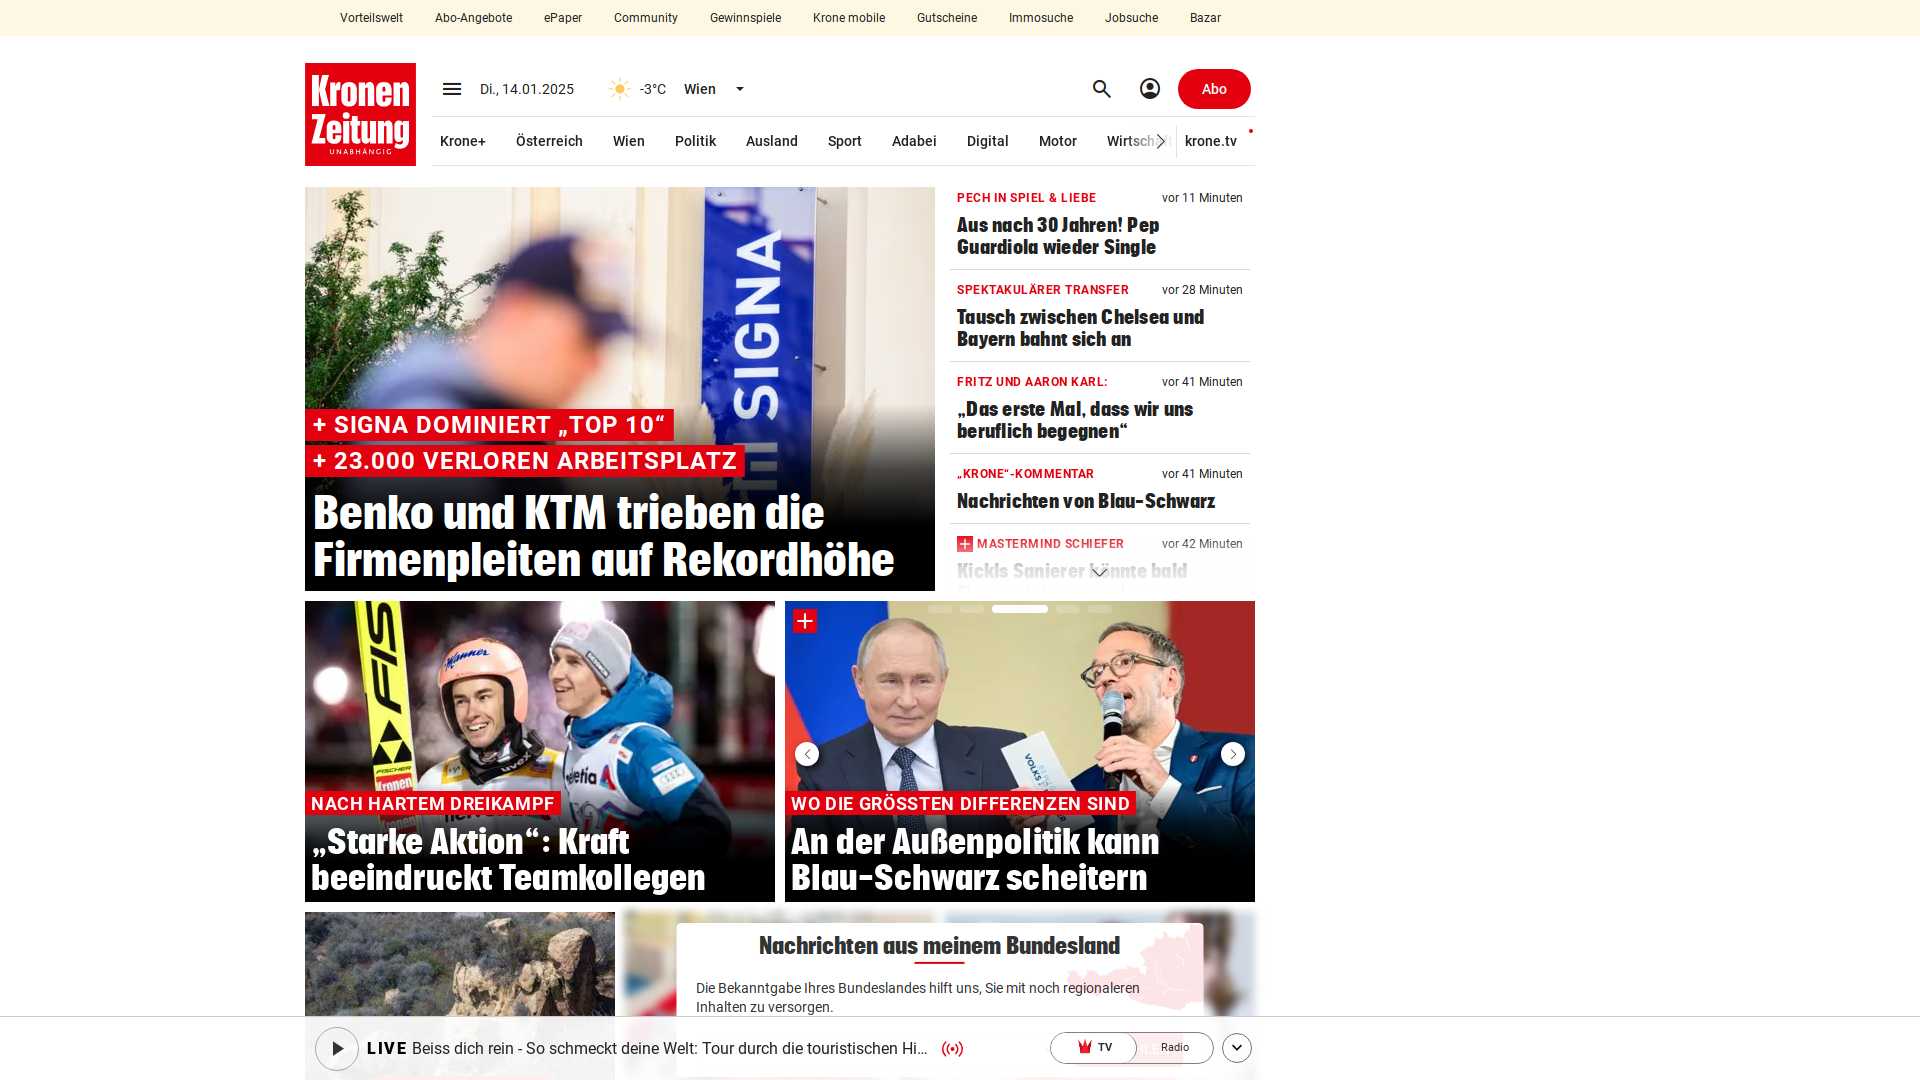 Vorteilswelt Abo-Angebote ePaper Community Gewinnspiele Krone mobile Gutscheine Immosuche Jobsuche Bazar
Kronen
Zeitung
UNABHÄNGIG
Di., 14.01.2025 -3°C Wien Abo
Krone+ Österreich Wien Politik Ausland Sport Adabei Digital Motor krone.tv
SIGNA
+ SIGNA DOMINIERT „TOP 10“
+ 23.000 VERLOREN ARBEITSPLATZ
Benko und KTM trieben die
Firmenpleiten auf Rekordhöhe
PECH IN SPIEL & LIEBE vor 11 Minuten
Aus nach 30 Jahren! Pep
Guardiola wieder Single
SPEKTAKULÄRER TRANSFER vor 28 Minuten
Tausch zwischen Chelsea und
Bayern bahnt sich an
FRITZ UND AARON KARL: vor 41 Minuten
„Das erste Mal, dass wir uns
beruflich begegnen“
„KRONE“-KOMMENTAR vor 41 Minuten
Nachrichten von Blau-Schwarz
MASTERMIND SCHIEFER vor 42 Minuten
Kickls Sanierer könnte bald
FIS
Manner
FISCHER
Kronen
uvex
helvetia
NACH HARTEM DREIKAMPF
„Starke Aktion“: Kraft
beeindruckt Teamkollegen
VOLKS
WO DIE GRÖSSTEN DIFFERENZEN SIND
An der Außenpolitik kann
Blau-Schwarz scheitern
Nachrichten aus meinem Bundesland
Die Bekanntgabe Ihres Bundeslandes hilft uns, Sie mit noch regionaleren
Inhalten zu versorgen.
LIVE Beiss dich rein - So schmeckt deine Welt: Tour durch die touristischen Hi... TV Radio